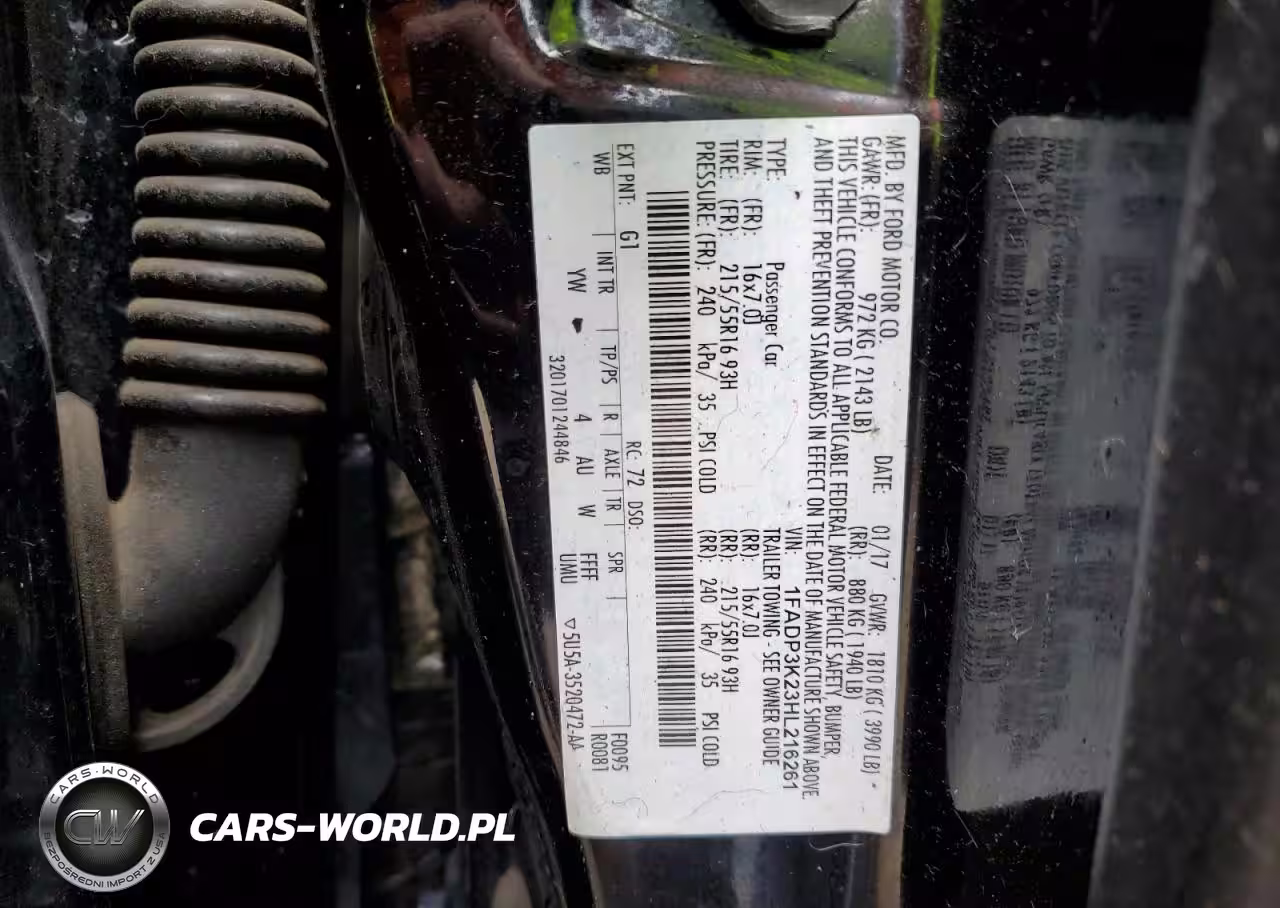 MFD. BY FORD MOTOR CO.
DATE: 01/17 GVWR: 1810 KG ( 3990 LB)
GAWR: (FR): 972 KG ( 2143 LB) (RR): 880 KG ( 1940 LB)
THIS VEHICLE CONFORMS TO ALL APPLICABLE FEDERAL MOTOR VEHICLE SAFETY, BUMPER,
AND THEFT PREVENTION STANDARDS IN EFFECT ON THE DATE OF MANUFACTURE SHOWN ABOVE.
VIN: 1FADP3K23HL216261
TYPE: Passenger Car TRAILER TOWING - SEE OWNER GUIDE
RIM: (FR): 16x7.0J (RR): 16x7.0J
TIRE: (FR): 215/55R16 93H (RR): 215/55R16 93H
PRESSURE: (FR): 240 kPa/ 35 PSI COLD (RR): 240 kPa/ 35 PSI COLD
EXT PNT: G1 RC: 72 DSO: F0095
WB INT TR TP/PS R AXLE TR SPR R0081
YW 4 AU W FFFF
3201701244846 UMU ▽5U5A-3520472-AA
CARS-WORLD
CW
BEZPOŚREDNI IMPORT Z USA
CARS-WORLD.PL